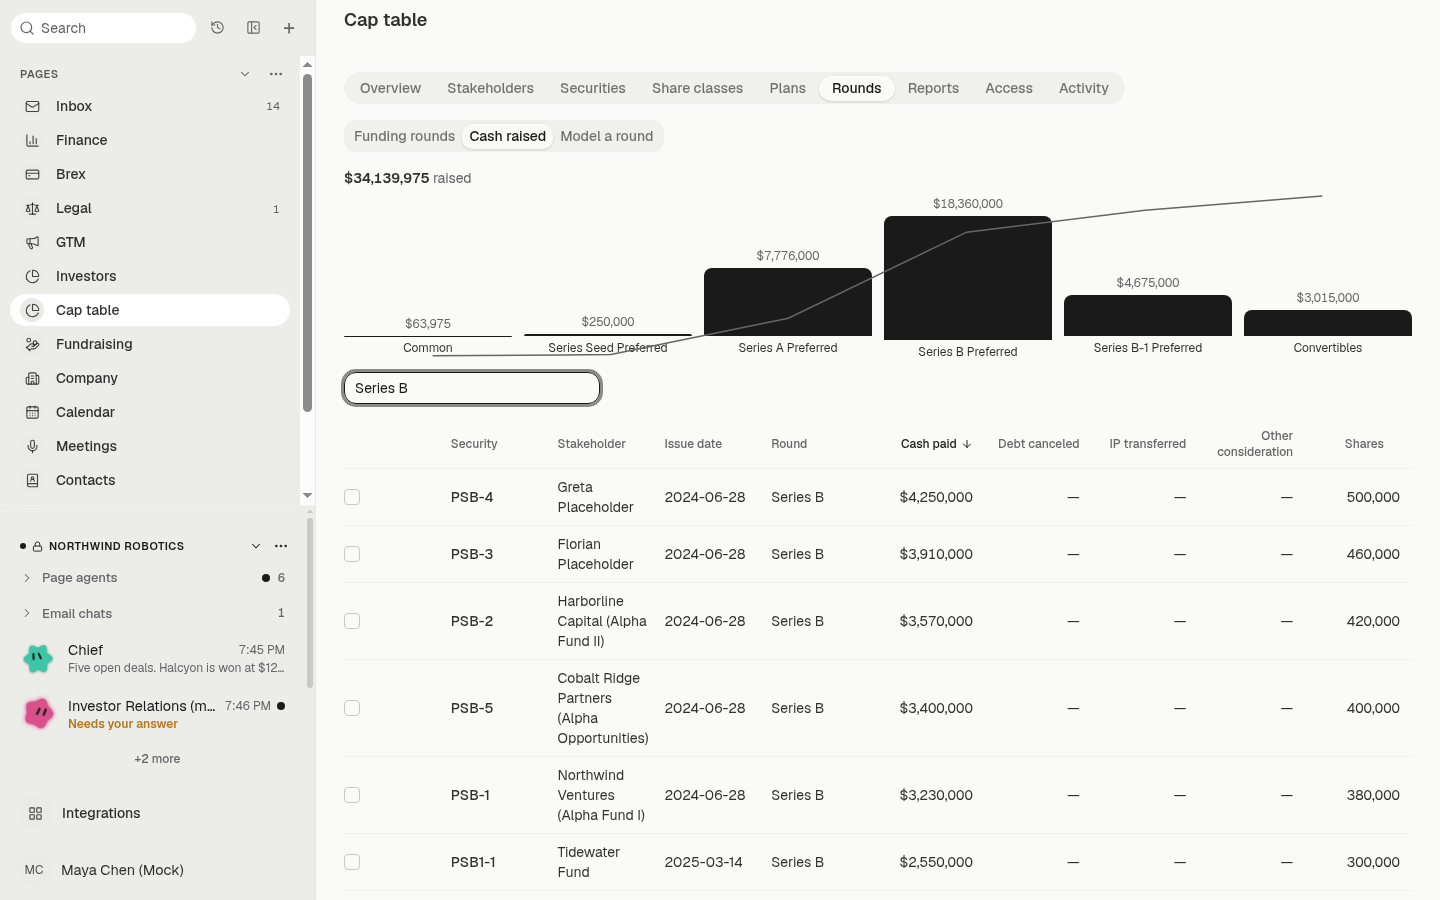 Search
PAGES
Inbox 14
Finance
Brex
Legal 1
GTM
Investors
Cap table
Fundraising
Company
Calendar
Meetings
Contacts
NORTHWIND ROBOTICS
Page agents 6
Email chats 1
Chief 7:45 PM
Five open deals. Halcyon is won at $12…
Investor Relations (m… 7:46 PM
Needs your answer
+2 more
Integrations
MC Maya Chen (Mock)
Cap table
Overview Stakeholders Securities Share classes Plans Rounds Reports Access Activity
Funding rounds Cash raised Model a round
$34,139,975 raised
$63,975 $250,000 $7,776,000 $18,360,000 $4,675,000 $3,015,000
Common Series Seed Preferred Series A Preferred Series B Preferred Series B-1 Preferred Convertibles
Series B
Security Stakeholder Issue date Round Cash paid ↓ Debt canceled IP transferred Other consideration Shares
PSB-4 Greta Placeholder 2024-06-28 Series B $4,250,000 — — — 500,000
PSB-3 Florian Placeholder 2024-06-28 Series B $3,910,000 — — — 460,000
PSB-2 Harborline Capital (Alpha Fund II) 2024-06-28 Series B $3,570,000 — — — 420,000
PSB-5 Cobalt Ridge Partners (Alpha Opportunities) 2024-06-28 Series B $3,400,000 — — — 400,000
PSB-1 Northwind Ventures (Alpha Fund I) 2024-06-28 Series B $3,230,000 — — — 380,000
PSB1-1 Tidewater Fund 2025-03-14 Series B $2,550,000 — — — 300,000